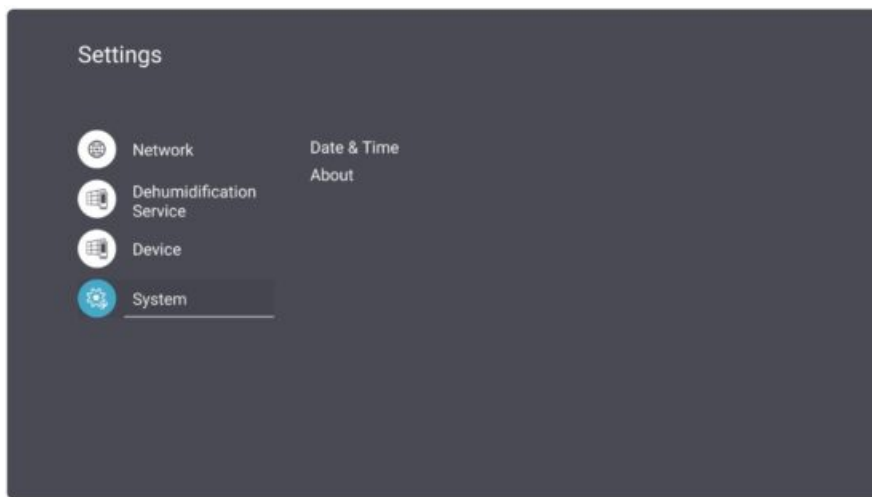 Settings
Network
Dehumidification
Service
Device
System
Date & Time
About